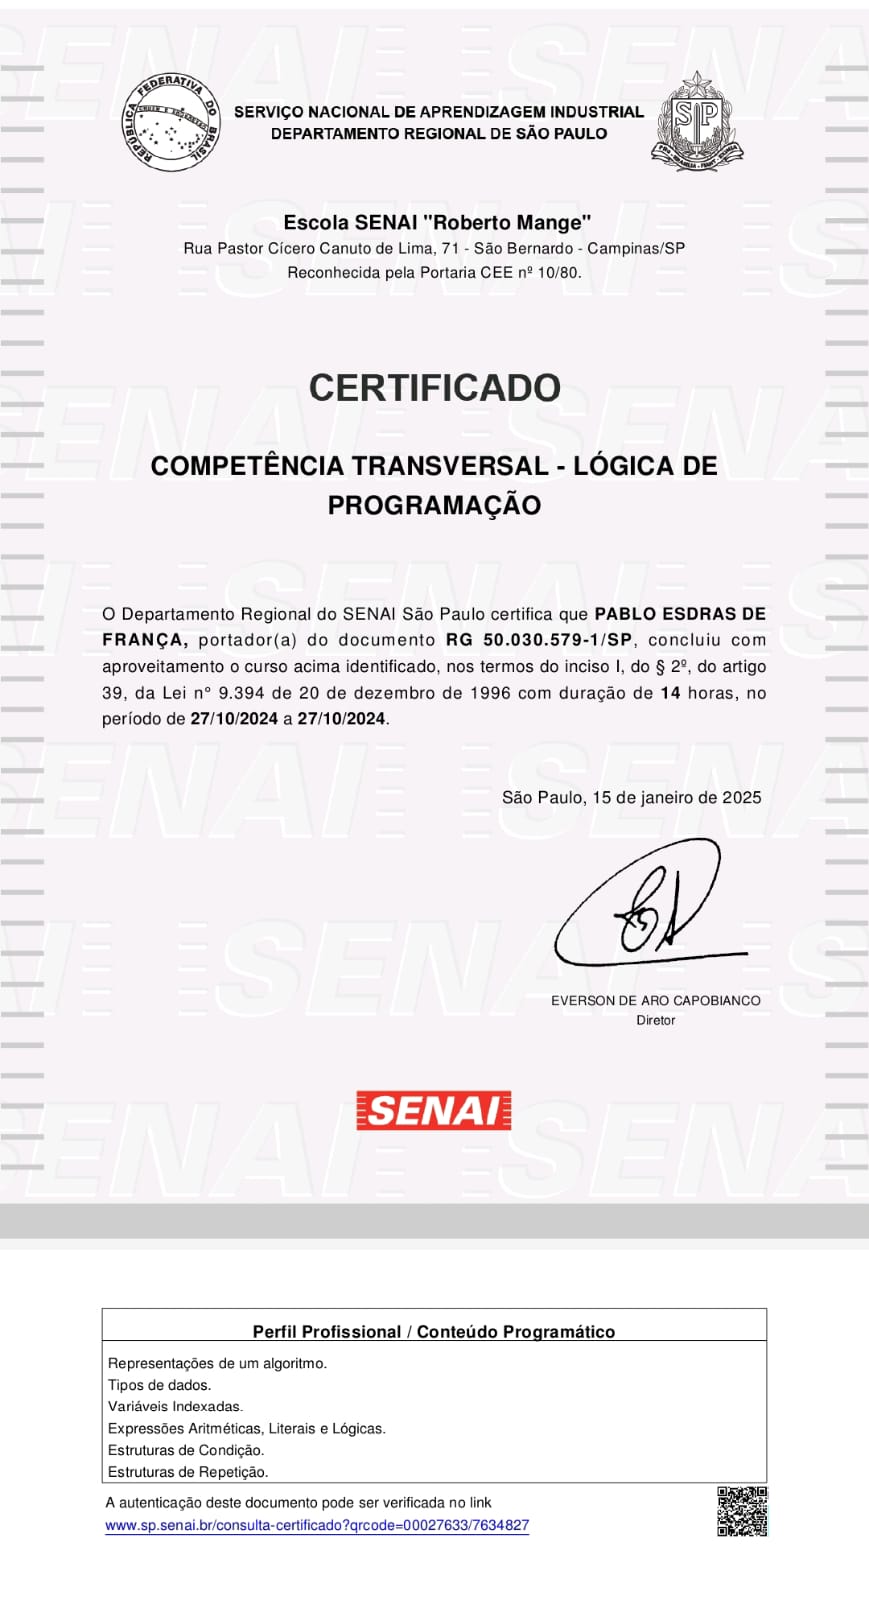 REPÚBLICA FEDERATIVA DO BRASIL
SERVIÇO NACIONAL DE APRENDIZAGEM INDUSTRIAL
DEPARTAMENTO REGIONAL DE SÃO PAULO
SP
Escola SENAI "Roberto Mange"
Rua Pastor Cícero Canuto de Lima, 71 - São Bernardo - Campinas/SP
Reconhecida pela Portaria CEE nº 10/80.
CERTIFICADO
COMPETÊNCIA TRANSVERSAL - LÓGICA DE
PROGRAMAÇÃO
O Departamento Regional do SENAI São Paulo certifica que PABLO ESDRAS DE
FRANÇA, portador(a) do documento RG 50.030.579-1/SP, concluiu com
aproveitamento o curso acima identificado, nos termos do inciso I, do § 2º, do artigo
39, da Lei n° 9.394 de 20 de dezembro de 1996 com duração de 14 horas, no
período de 27/10/2024 a 27/10/2024.
São Paulo, 15 de janeiro de 2025
EVERSON DE ARO CAPOBIANCO
Diretor
SENAI
Perfil Profissional / Conteúdo Programático
Representações de um algoritmo.
Tipos de dados.
Variáveis Indexadas.
Expressões Aritméticas, Literais e Lógicas.
Estruturas de Condição.
Estruturas de Repetição.
A autenticação deste documento pode ser verificada no link
www.sp.senai.br/consulta-certificado?qrcode=00027633/7634827